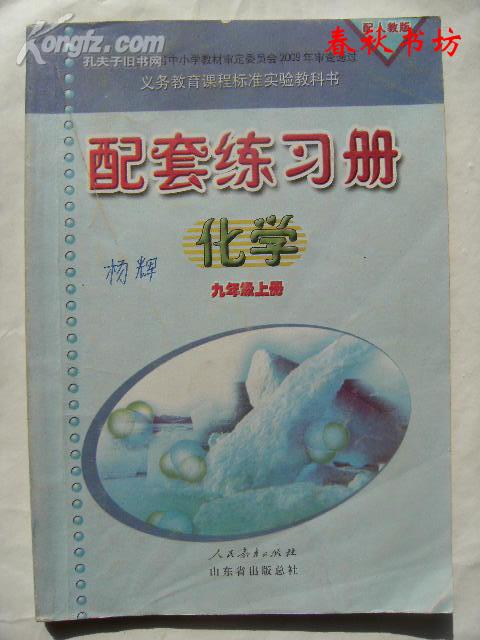 Kongfz.com
孔夫子旧书网
春秋书坊
配人教版
省中小学教材审定委员会2009年审查通过
义务教育课程标准实验教科书
配套练习册
化学
杨辉
九年级上册
人民教育出版社
山东省出版总社